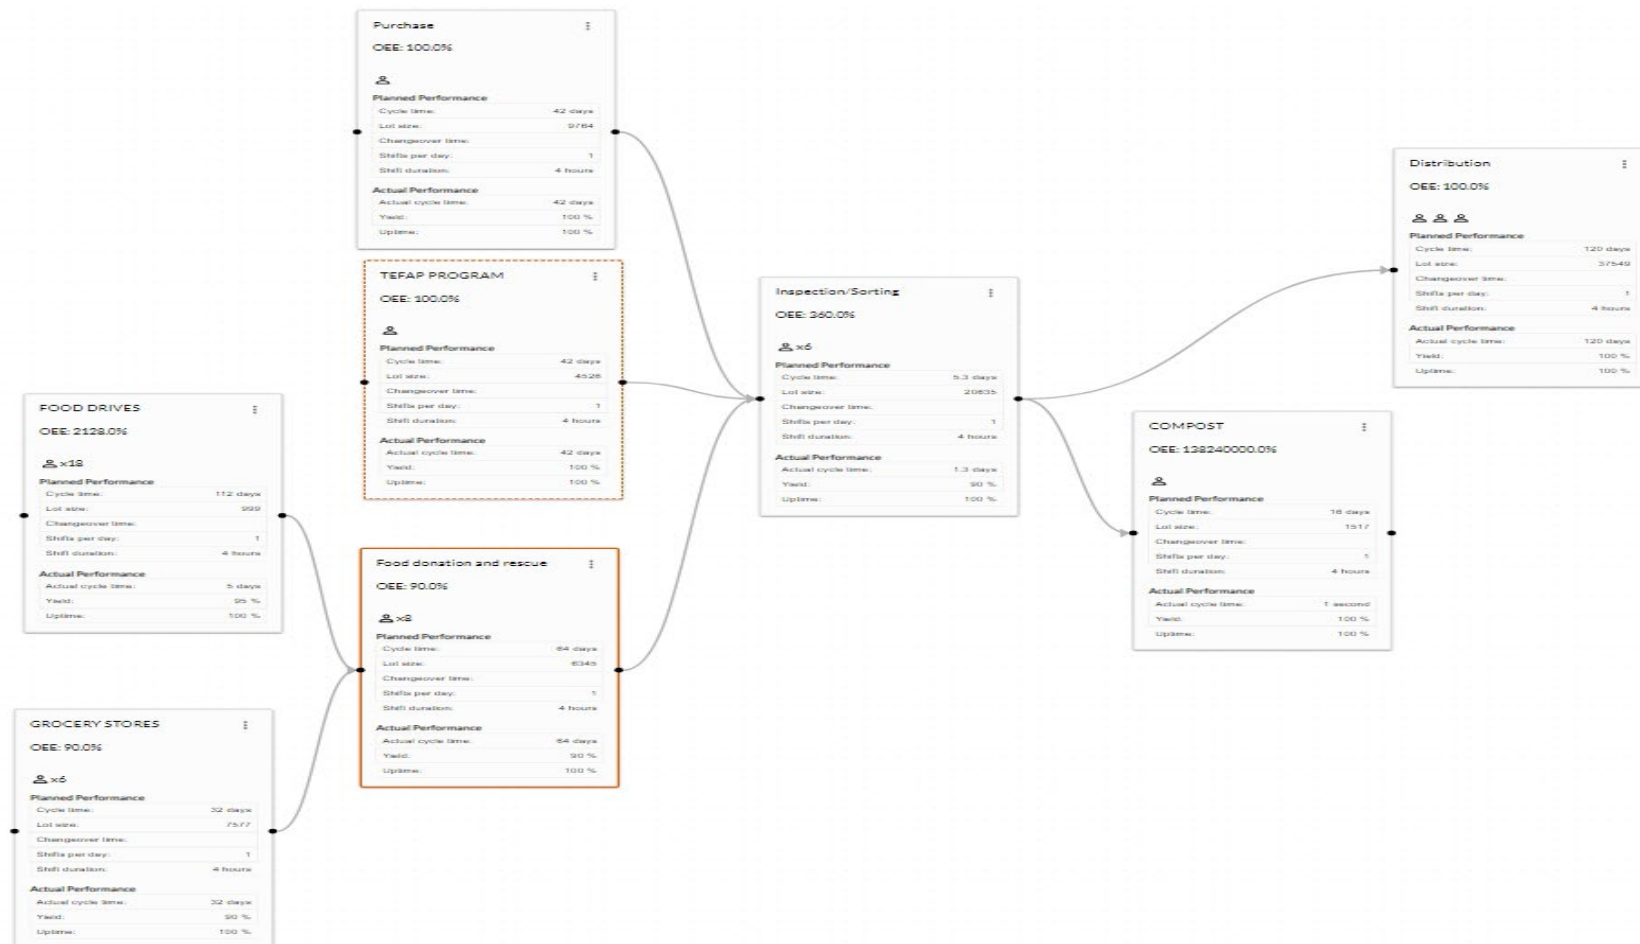 Purchase
OEE: 100.0%
Planned Performance
Cycle time: 42 days
Lot size: 9764
Changeover time:
Shifts per day: 1
Shift duration: 4 hours
Actual Performance
Actual cycle time: 42 days
Yield: 100 %
Uptime: 100 %
TEFAP PROGRAM
OEE: 100.0%
Planned Performance
Cycle time: 42 days
Lot size: 4526
Changeover time:
Shifts per day: 1
Shift duration: 4 hours
Actual Performance
Actual cycle time: 42 days
Yield: 100 %
Uptime: 100 %
FOOD DRIVES
OEE: 2128.0%
x18
Planned Performance
Cycle time: 112 days
Lot size: 999
Changeover time:
Shifts per day: 1
Shift duration: 4 hours
Actual Performance
Actual cycle time: 5 days
Yield: 95 %
Uptime: 100 %
GROCERY STORES
OEE: 90.0%
x6
Planned Performance
Cycle time: 32 days
Lot size: 7577
Changeover time:
Shifts per day: 1
Shift duration: 4 hours
Actual Performance
Actual cycle time: 32 days
Yield: 90 %
Uptime: 100 %
Food donation and rescue
OEE: 90.0%
x8
Planned Performance
Cycle time: 64 days
Lot size: 6345
Changeover time:
Shifts per day: 1
Shift duration: 4 hours
Actual Performance
Actual cycle time: 64 days
Yield: 90 %
Uptime: 100 %
Inspection/Sorting
OEE: 360.0%
x6
Planned Performance
Cycle time: 5.3 days
Lot size: 20635
Changeover time:
Shifts per day: 1
Shift duration: 4 hours
Actual Performance
Actual cycle time: 1.3 days
Yield: 90 %
Uptime: 100 %
Distribution
OEE: 100.0%
Planned Performance
Cycle time: 120 days
Lot size: 37549
Changeover time:
Shifts per day: 1
Shift duration: 4 hours
Actual Performance
Actual cycle time: 120 days
Yield: 100 %
Uptime: 100 %
COMPOST
OEE: 138240000.0%
Planned Performance
Cycle time: 16 days
Lot size: 1517
Changeover time:
Shifts per day: 1
Shift duration: 4 hours
Actual Performance
Actual cycle time: 1 second
Yield: 100 %
Uptime: 100 %